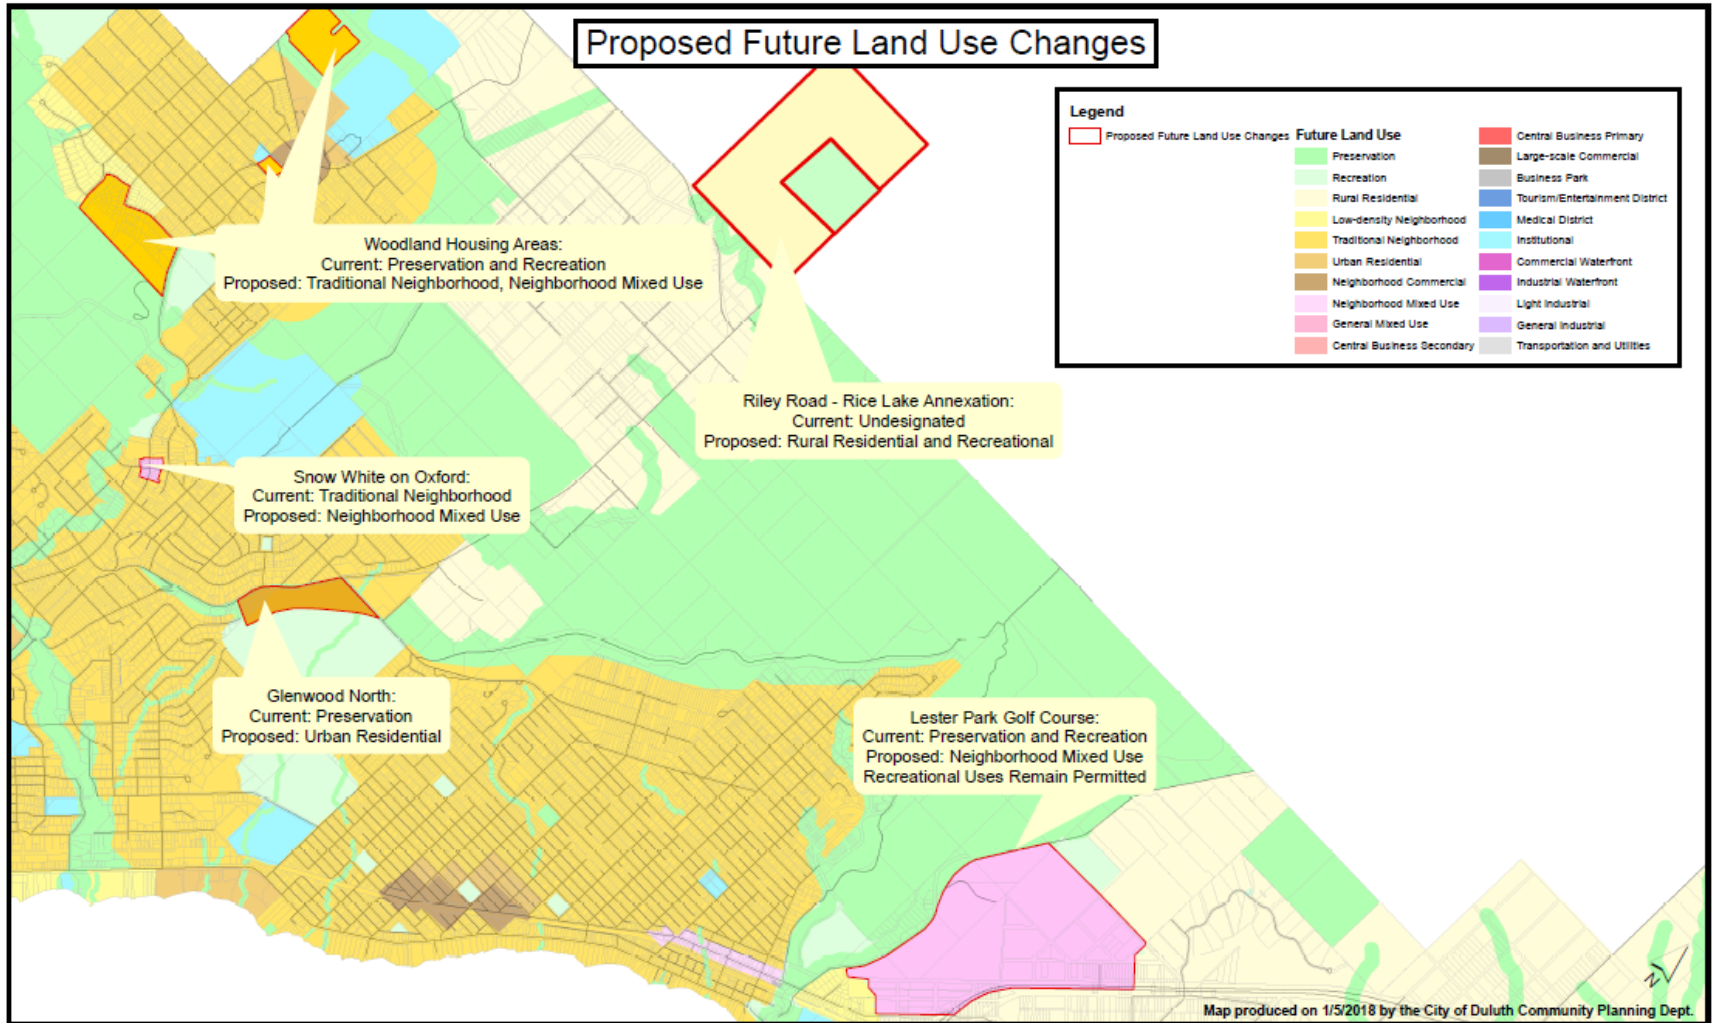 Proposed Future Land Use Changes
Legend
Proposed Future Land Use Changes
Future Land Use
Preservation
Recreation
Rural Residential
Low-density Neighborhood
Traditional Neighborhood
Urban Residential
Neighborhood Commercial
Neighborhood Mixed Use
General Mixed Use
Central Business Secondary
Central Business Primary
Large-scale Commercial
Business Park
Tourism/Entertainment District
Medical District
Institutional
Commercial Waterfront
Industrial Waterfront
Light Industrial
General Industrial
Transportation and Utilities
Woodland Housing Areas:
Current: Preservation and Recreation
Proposed: Traditional Neighborhood, Neighborhood Mixed Use
Riley Road - Rice Lake Annexation:
Current: Undesignated
Proposed: Rural Residential and Recreational
Snow White on Oxford:
Current: Traditional Neighborhood
Proposed: Neighborhood Mixed Use
Glenwood North:
Current: Preservation
Proposed: Urban Residential
Lester Park Golf Course:
Current: Preservation and Recreation
Proposed: Neighborhood Mixed Use
Recreational Uses Remain Permitted
N
Map produced on 1/5/2018 by the City of Duluth Community Planning Dept.